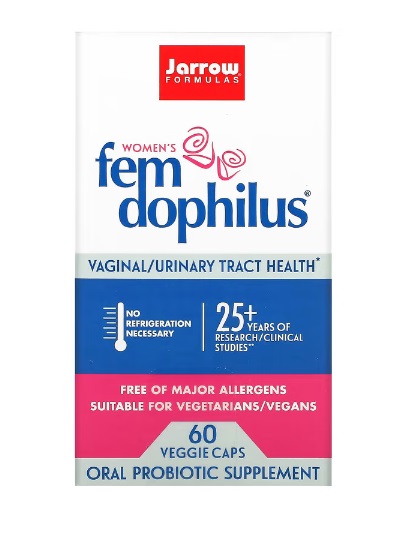 Jarrow
FORMULAS®
WOMEN'S
fem
dophilus®
VAGINAL/URINARY TRACT HEALTH*
NO
REFRIGERATION
NECESSARY
25+
YEARS OF
RESEARCH/CLINICAL
STUDIES**
FREE OF MAJOR ALLERGENS
SUITABLE FOR VEGETARIANS/VEGANS
60
VEGGIE CAPS
ORAL PROBIOTIC SUPPLEMENT